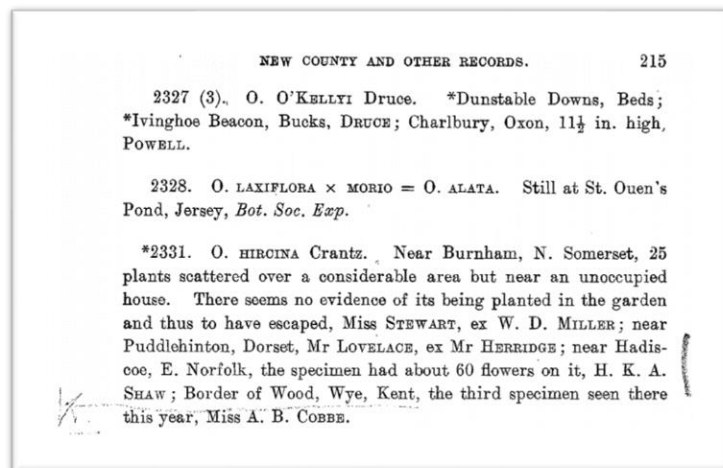 NEW COUNTY AND OTHER RECORDS. 215
2327 (3). O. O'KELLYI Druce. *Dunstable Downs, Beds;
*Ivinghoe Beacon, Bucks, DRUCE; Charlbury, Oxon, 11½ in. high,
POWELL.
2328. O. LAXIFLORA × MORIO = O. ALATA. Still at St. Ouen's
Pond, Jersey, Bot. Soc. Exp.
*2331. O. HIRCINA Crantz. Near Burnham, N. Somerset, 25
plants scattered over a considerable area but near an unoccupied
house. There seems no evidence of its being planted in the garden
and thus to have escaped, Miss STEWART, ex W. D. MILLER; near
Puddlehinton, Dorset, Mr LOVELACE, ex Mr HERRIDGE; near Hadis-
coe, E. Norfolk, the specimen had about 60 flowers on it, H. K. A.
SHAW; Border of Wood, Wye, Kent, the third specimen seen there
this year, Miss A. B. COBBE.